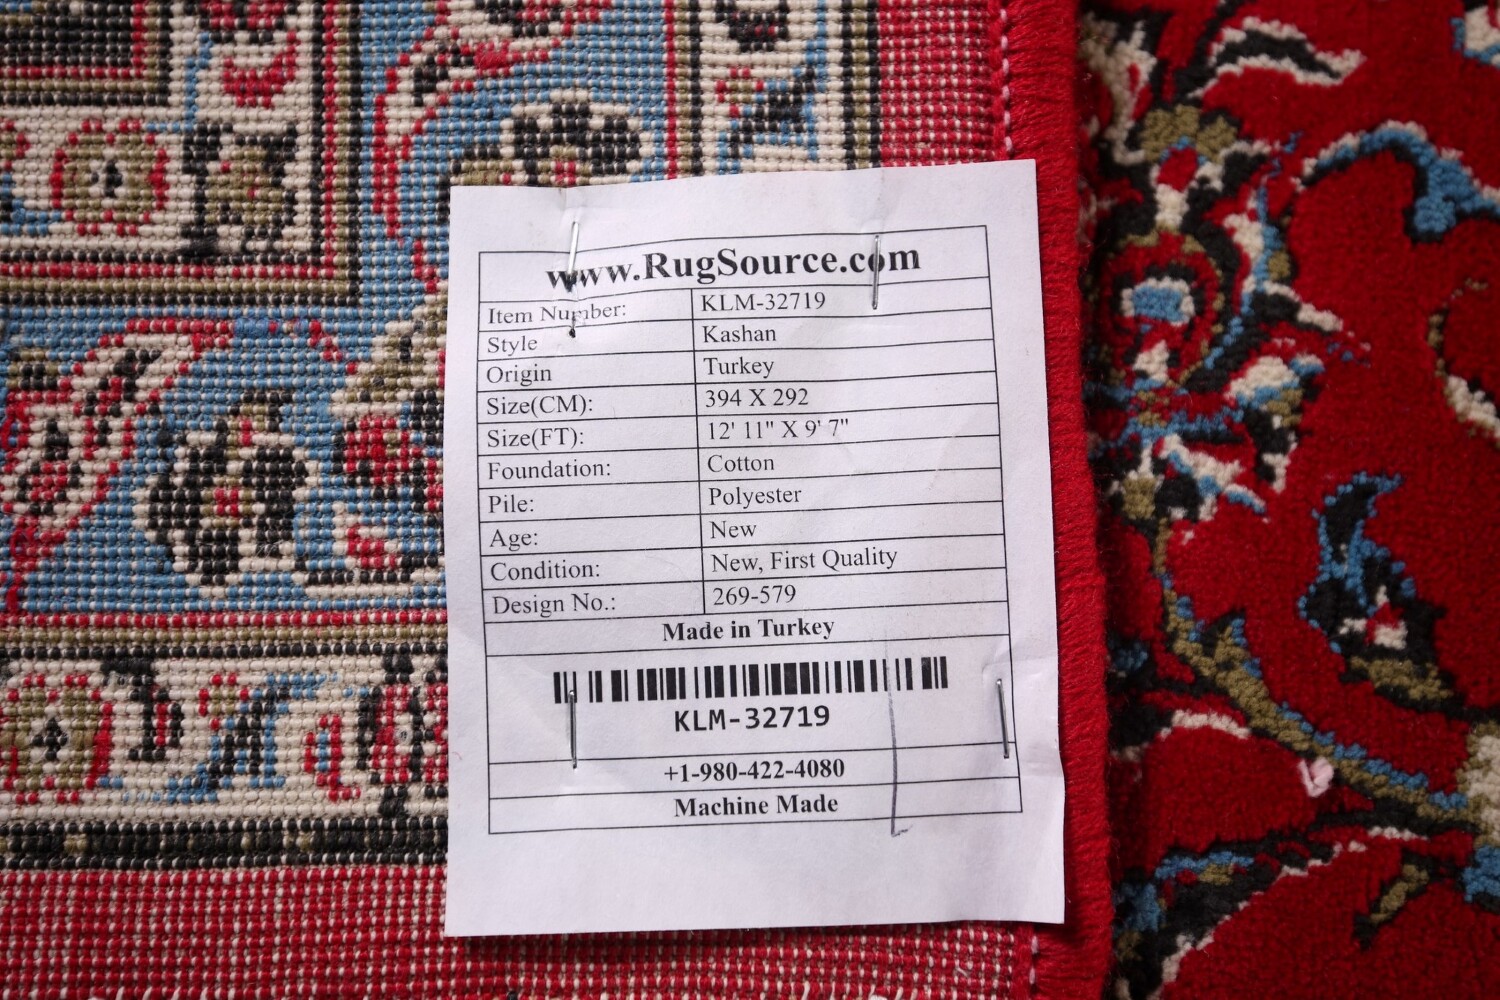 www.RugSource.com
Item Number: KLM-32719
Style Kashan
Origin Turkey
Size(CM): 394 X 292
Size(FT): 12' 11" X 9' 7"
Foundation: Cotton
Pile: Polyester
Age: New
Condition: New, First Quality
Design No.: 269-579
Made in Turkey
KLM-32719
+1-980-422-4080
Machine Made